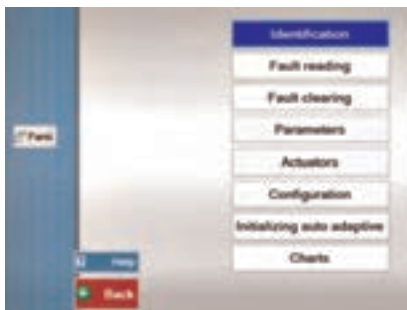 Identification
Fault reading
Fault clearing
Parameters
Actuators
Configuration
Initializing auto adaptive
Charts
Help
Back